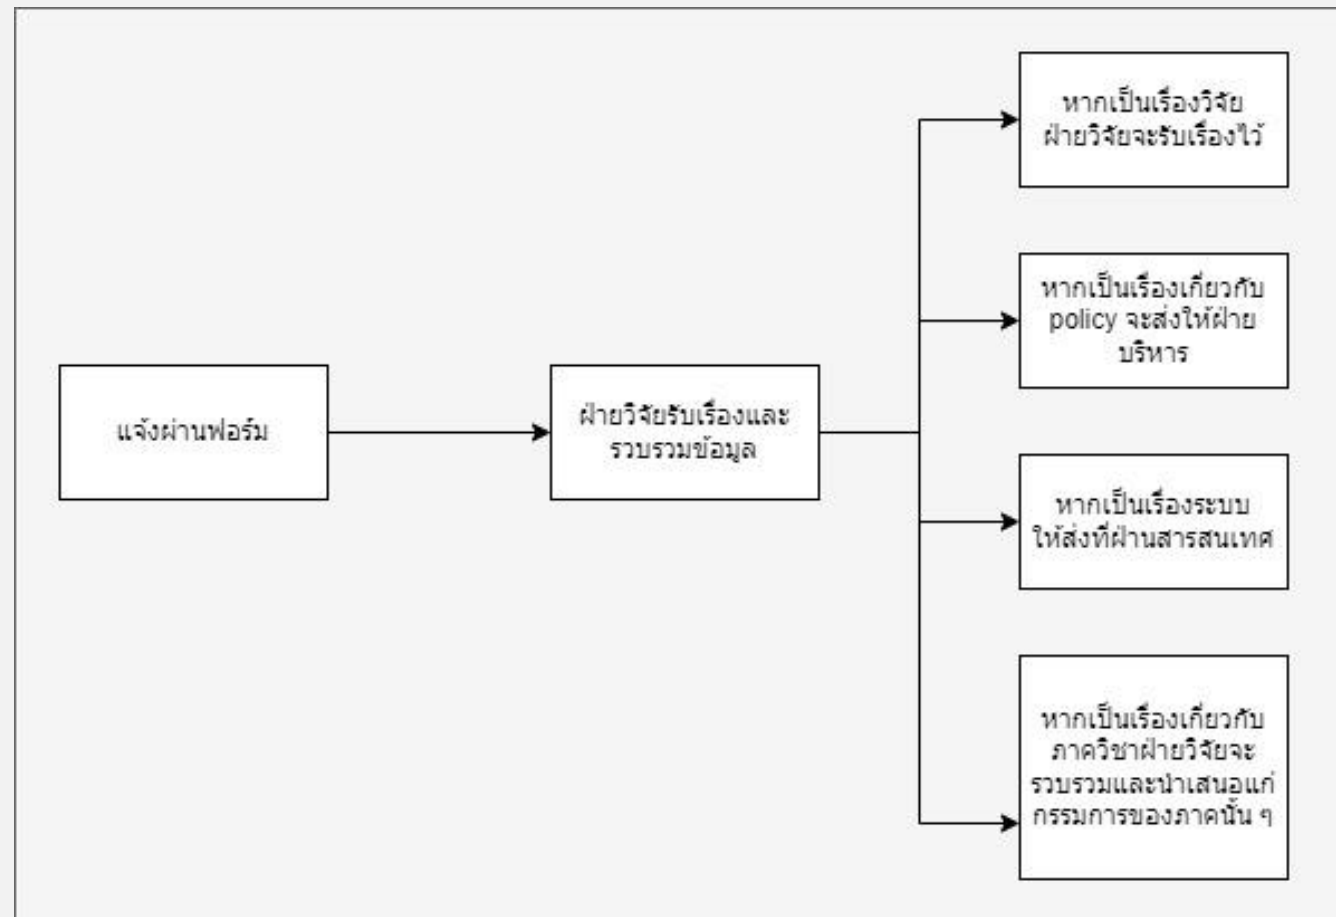 แจ้งผ่านฟอร์ม
ฝ่ายวิจัยรับเรื่องและ
รวบรวมข้อมูล
หากเป็นเรื่องวิจัย
ฝ่ายวิจัยจะรับเรื่องไว้
หากเป็นเรื่องเกี่ยวกับ
policy จะส่งให้ฝ่าย
บริหาร
หากเป็นเรื่องระบบ
ให้ส่งที่ฝ่านสารสนเทศ
หากเป็นเรื่องเกี่ยวกับ
ภาควิชาฝ่ายวิจัยจะ
รวบรวมและนำเสนอแก่
กรรมการของภาคนั้น ๆ